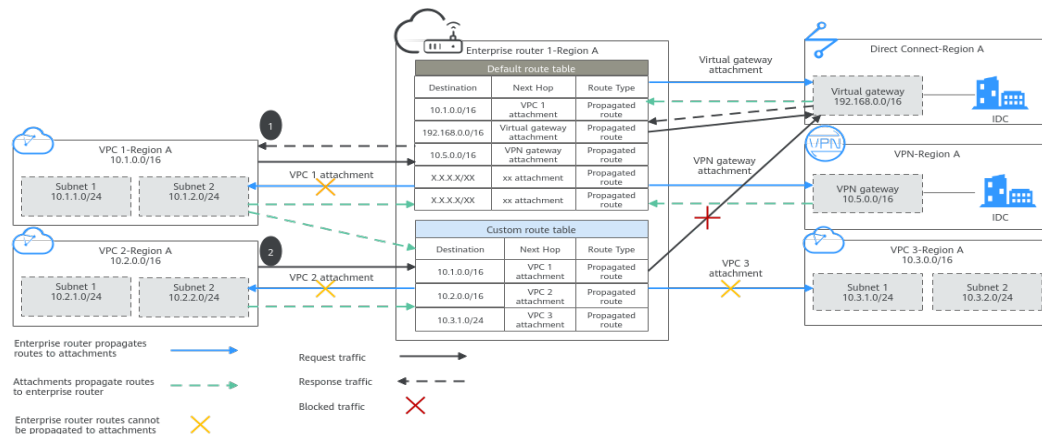 Enterprise router 1-Region A
Default route table
Destination
Next Hop
Route Type
10.1.0.0/16
VPC 1
attachment
Propagated
route
192.168.0.0/16
Virtual gateway
attachment
Propagated
route
10.5.0.0/16
VPN gateway
attachment
Propagated
route
X.X.X.X/XX
xx attachment
Propagated
route
X.X.X.X/XX
xx attachment
Propagated
route
Custom route table
Destination
Next Hop
Route Type
10.1.0.0/16
VPC 1
attachment
Propagated
route
10.2.0.0/16
VPC 2
attachment
Propagated
route
10.3.1.0/24
VPC 3
attachment
Propagated
route
1
VPC 1-Region A
10.1.0.0/16
Subnet 1
10.1.1.0/24
Subnet 2
10.1.2.0/24
VPC 1 attachment
2
VPC 2-Region A
10.2.0.0/16
Subnet 1
10.2.1.0/24
Subnet 2
10.2.2.0/24
VPC 2 attachment
Virtual gateway
attachment
Direct Connect-Region A
Virtual gateway
192.168.0.0/16
IDC
VPN gateway
attachment
VPN
VPN-Region A
VPN gateway
10.5.0.0/16
IDC
VPC 3
attachment
VPC 3-Region A
10.3.0.0/16
Subnet 1
10.3.1.0/24
Subnet 2
10.3.2.0/24
Enterprise router propagates
routes to attachments
Attachments propagate routes
to enterprise router
Enterprise router routes cannot
be propagated to attachments
Request traffic
Response traffic
Blocked traffic